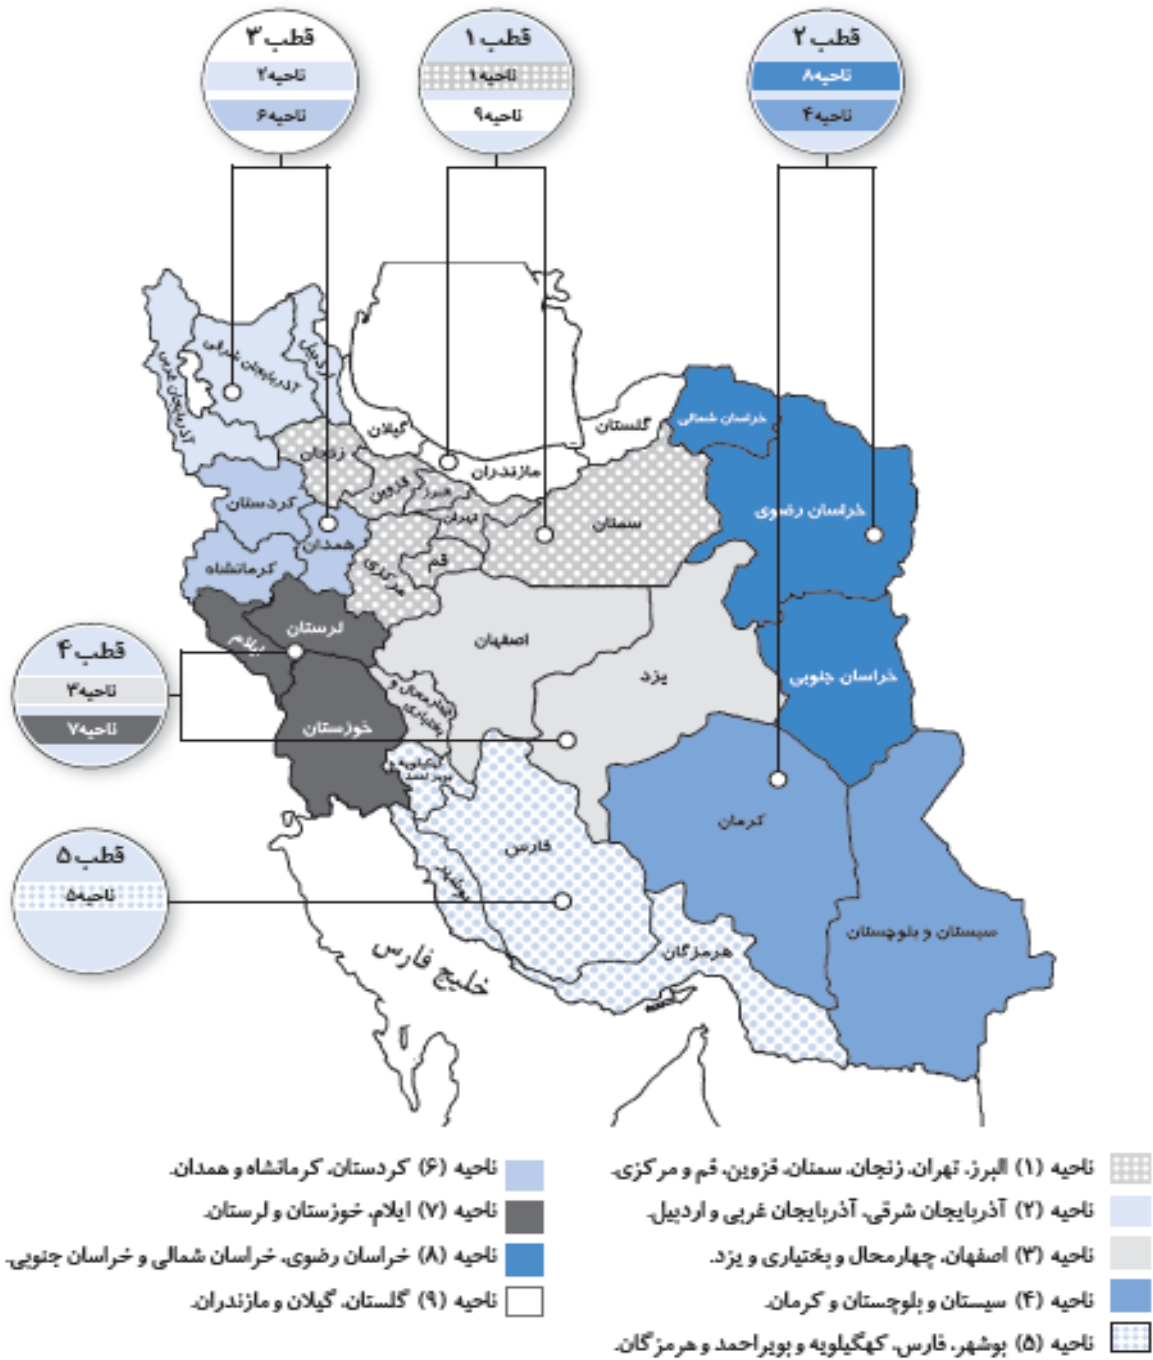 قطب ۳
ناحیه۲
ناحیه۶
قطب ۱
ناحیه۱
ناحیه۹
قطب ۲
ناحیه۸
ناحیه۴
آذربایجان غربی
آذربایجان شرقی
اردبیل
گیلان
مازندران
گلستان
خراسان شمالی
زنجان
قزوین
البرز
تهران
سمنان
خراسان رضوی
کردستان
همدان
کرمانشاه
مرکزی
قم
قطب ۴
ناحیه۳
ناحیه۷
ایلام
لرستان
اصفهان
یزد
خراسان جنوبی
خوزستان
چهارمحال و
بختیاری
کهگیلویه و
بویراحمد
کرمان
قطب ۵
ناحیه۵
فارس
بوشهر
سیستان و بلوچستان
هرمزگان
خلیج فارس
ناحیه (۱) البرز، تهران، زنجان، سمنان، قزوین، قم و مرکزی.
ناحیه (۲) آذربایجان شرقی، آذربایجان غربی و اردبیل.
ناحیه (۳) اصفهان، چهارمحال و بختیاری و یزد.
ناحیه (۴) سیستان و بلوچستان و کرمان.
ناحیه (۵) بوشهر، فارس، کهگیلویه و بویراحمد و هرمزگان.
ناحیه (۶) کردستان، کرمانشاه و همدان.
ناحیه (۷) ایلام، خوزستان و لرستان.
ناحیه (۸) خراسان رضوی، خراسان شمالی و خراسان جنوبی.
ناحیه (۹) گلستان، گیلان و مازندران.